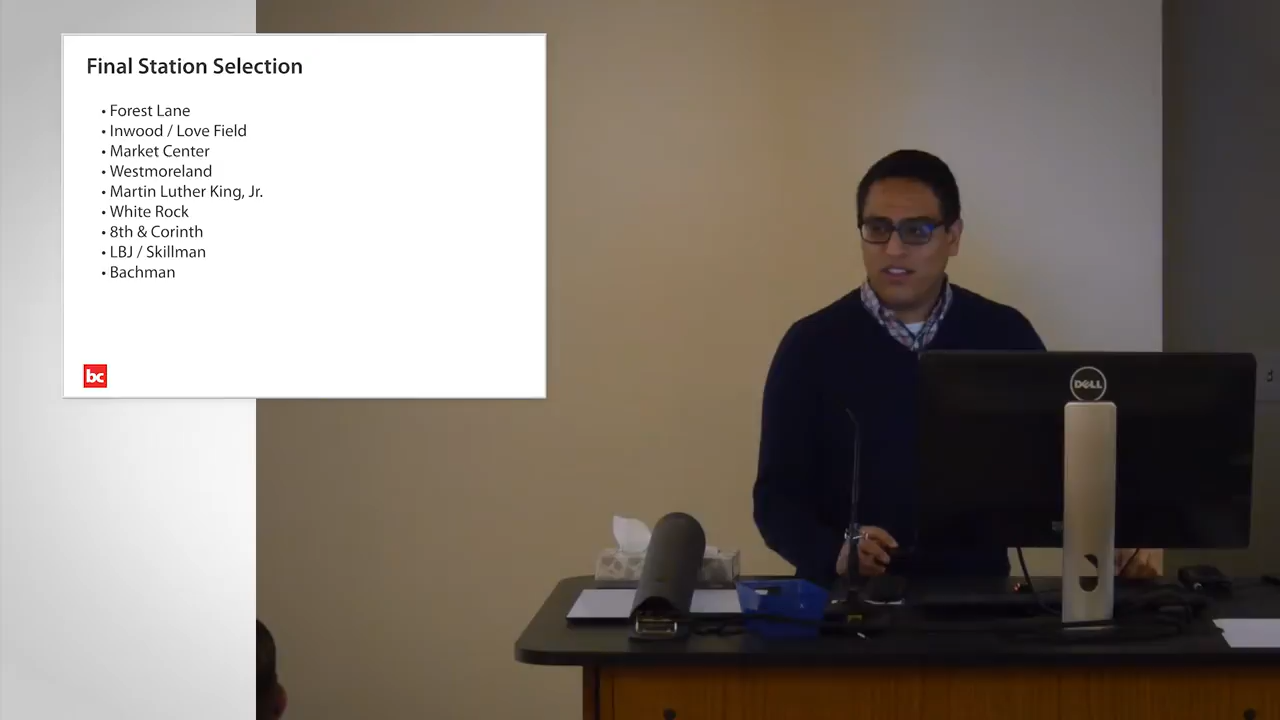 Final Station Selection
• Forest Lane
• Inwood / Love Field
• Market Center
• Westmoreland
• Martin Luther King, Jr.
• White Rock
• 8th & Corinth
• LBJ / Skillman
• Bachman
bc
DELL